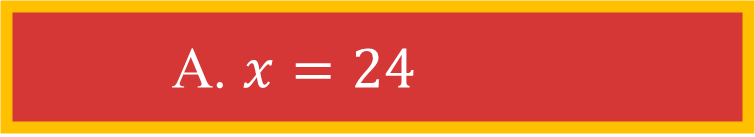 A. x = 24